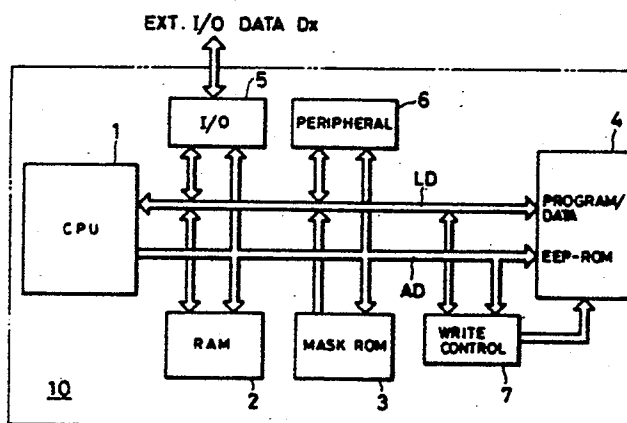 EXT. I/O DATA Dx
5
I/O
6
PERIPHERAL
4
1
CPU
LD
PROGRAM/
DATA
EEP-ROM
AD
RAM
MASK ROM
WRITE
CONTROL
10
2
3
7